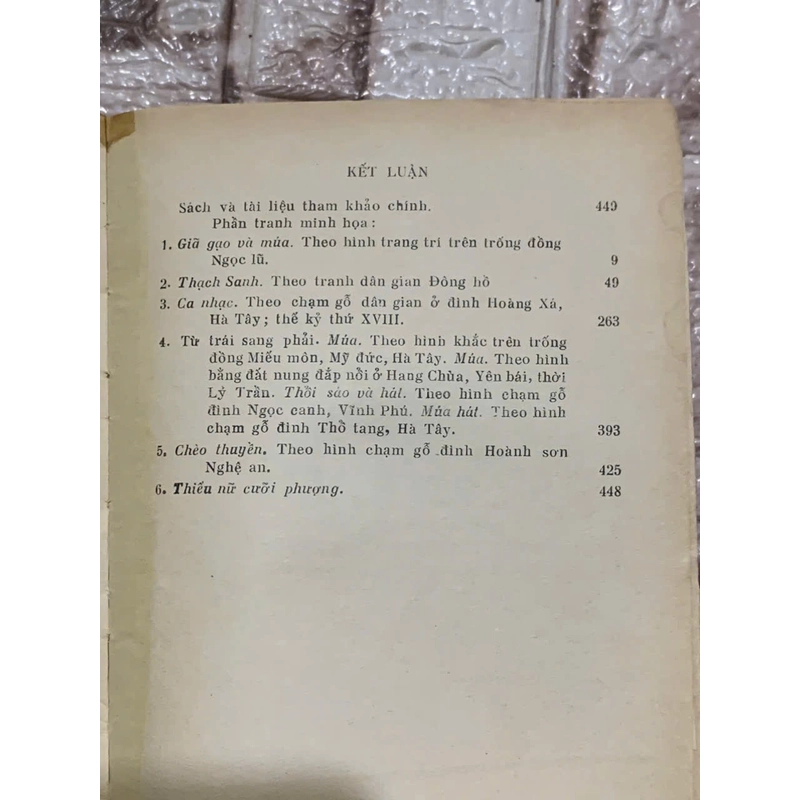 KẾT LUẬN
Sách và tài liệu tham khảo chính. 449
Phần tranh minh họa :
1. Giã gạo và múa. Theo hình trang trí trên trống đồng
Ngọc lũ. 9
2. Thạch Sanh. Theo tranh dân gian Đông hồ 49
3. Ca nhạc. Theo chạm gỗ dân gian ở đình Hoàng Xá,
Hà Tây ; thế kỷ thứ XVIII. 263
4. Từ trái sang phải. Múa. Theo hình khắc trên trống
đồng Miếu môn, Mỹ đức, Hà Tây. Múa. Theo hình
bằng đất nung đắp nồi ở Hang Chùa, Yên bái, thời
Lý Trần. Thổi sáo và hát. Theo hình chạm gỗ
đình Ngọc canh, Vĩnh Phú. Múa hát. Theo hình
chạm gỗ đình Thổ tang, Hà Tây. 393
5. Chèo thuyền. Theo hình chạm gỗ đình Hoành sơn
Nghệ an. 425
6. Thiếu nữ cưỡi phượng. 448